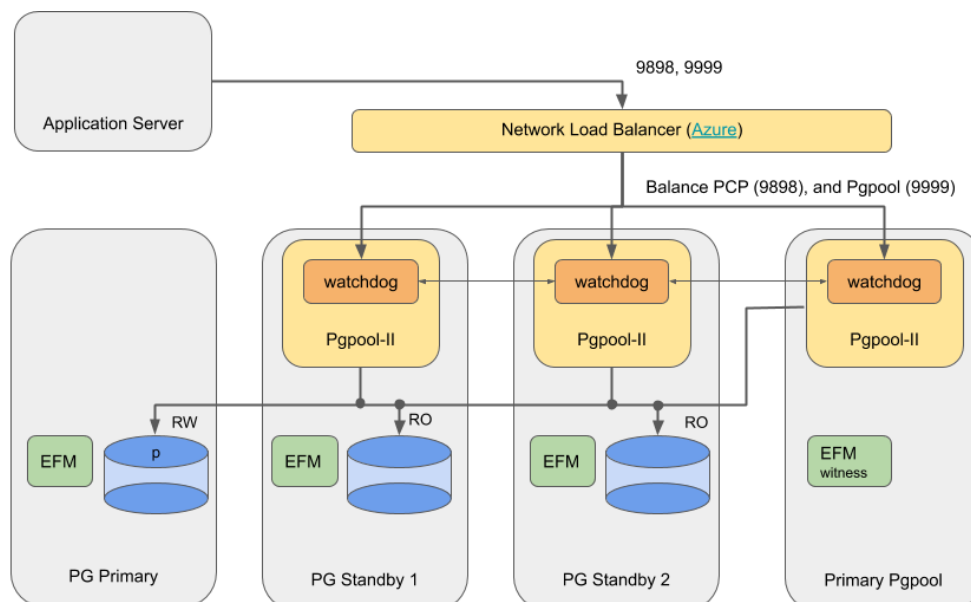 9898, 9999
Application Server
Network Load Balancer (Azure)
Balance PCP (9898), and Pgpool (9999)
watchdog
watchdog
watchdog
Pgpool-II
Pgpool-II
Pgpool-II
RW
RO
RO
EFM
p
EFM
EFM
EFM
witness
PG Primary
PG Standby 1
PG Standby 2
Primary Pgpool